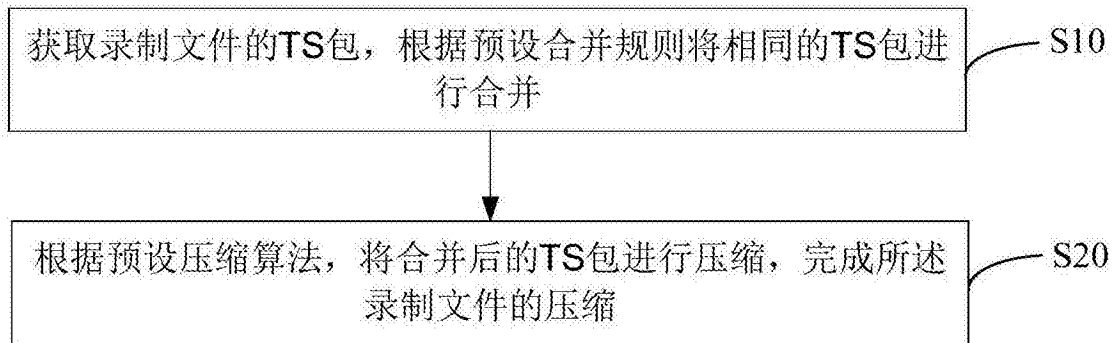 获取录制文件的TS包，根据预设合并规则将相同的TS包进
行合并
S10
根据预设压缩算法，将合并后的TS包进行压缩，完成所述
录制文件的压缩
S20